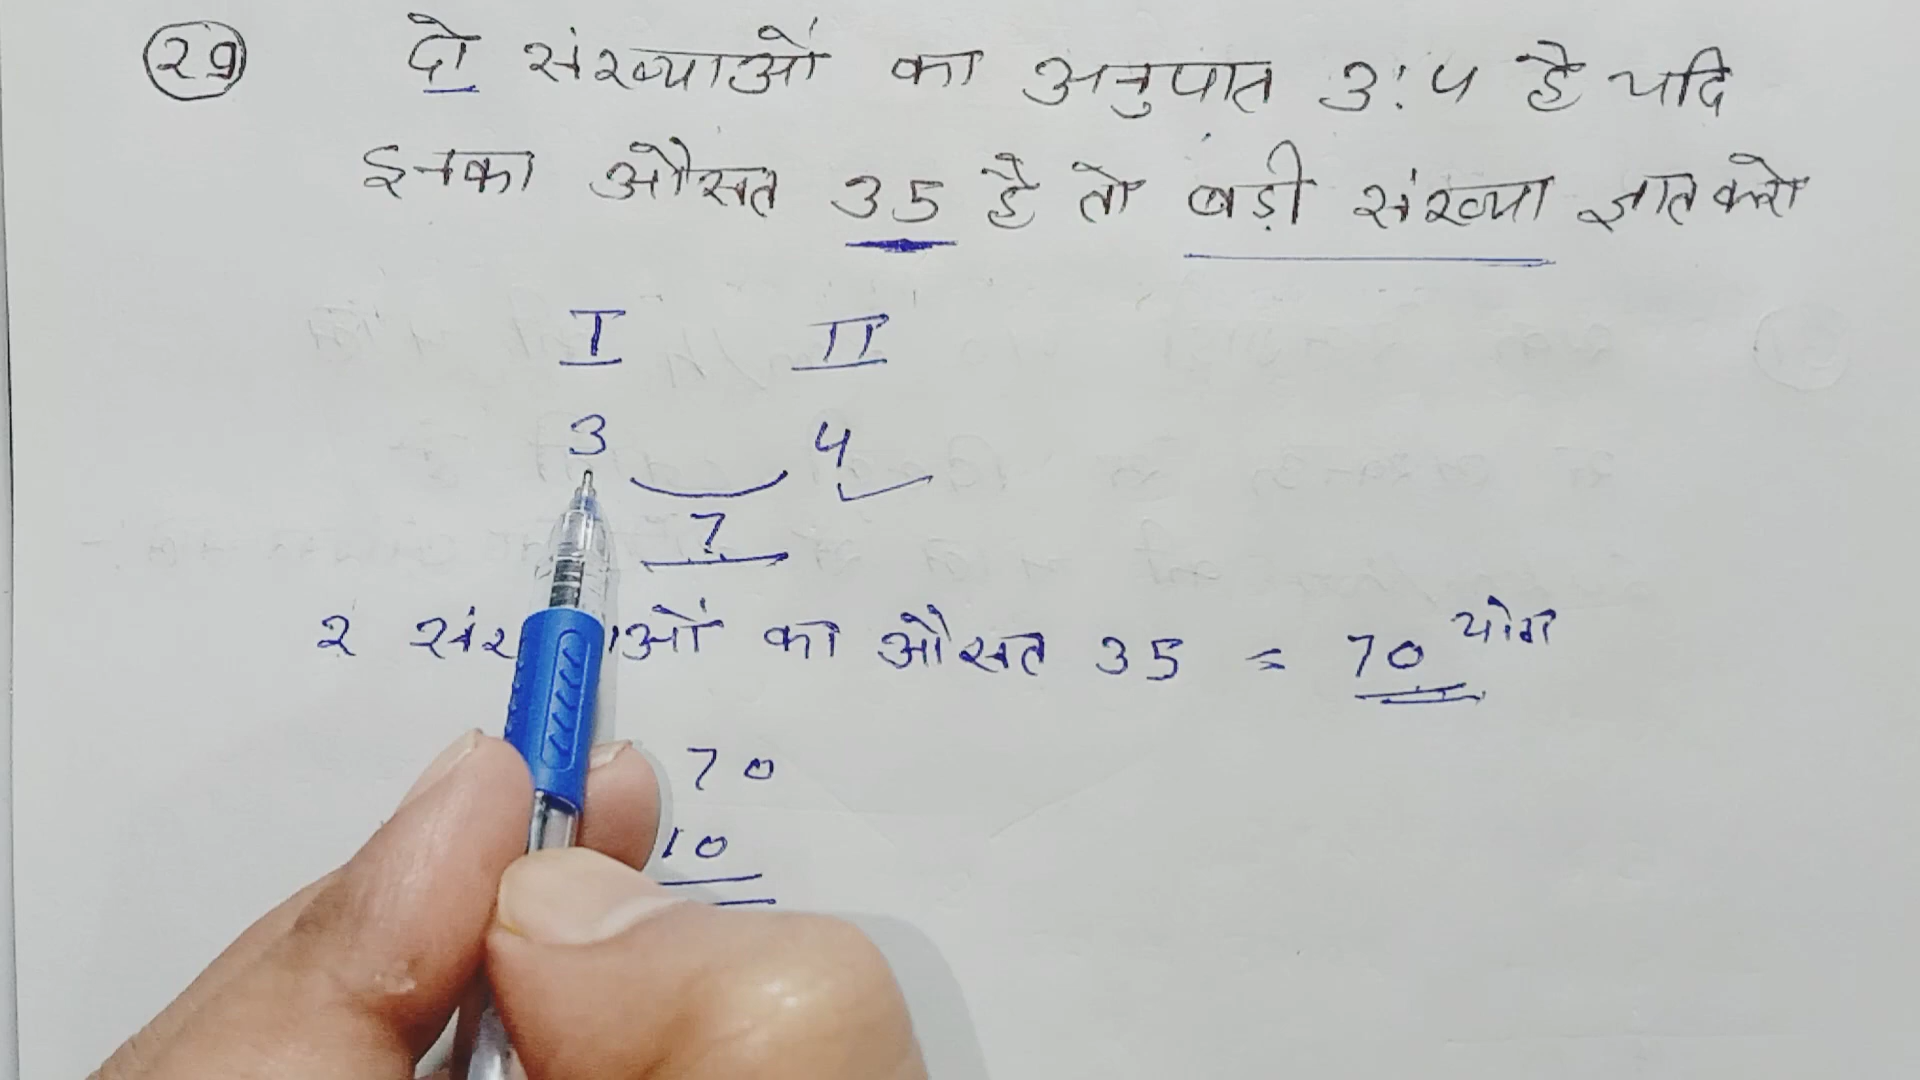 29 दो संख्याओं का अनुपात 3:4 है यदि
इनका औसत 35 है तो बड़ी संख्या ज्ञात करो
I II
3 4
7
2 का औसत 35 = 70 योग
70
10